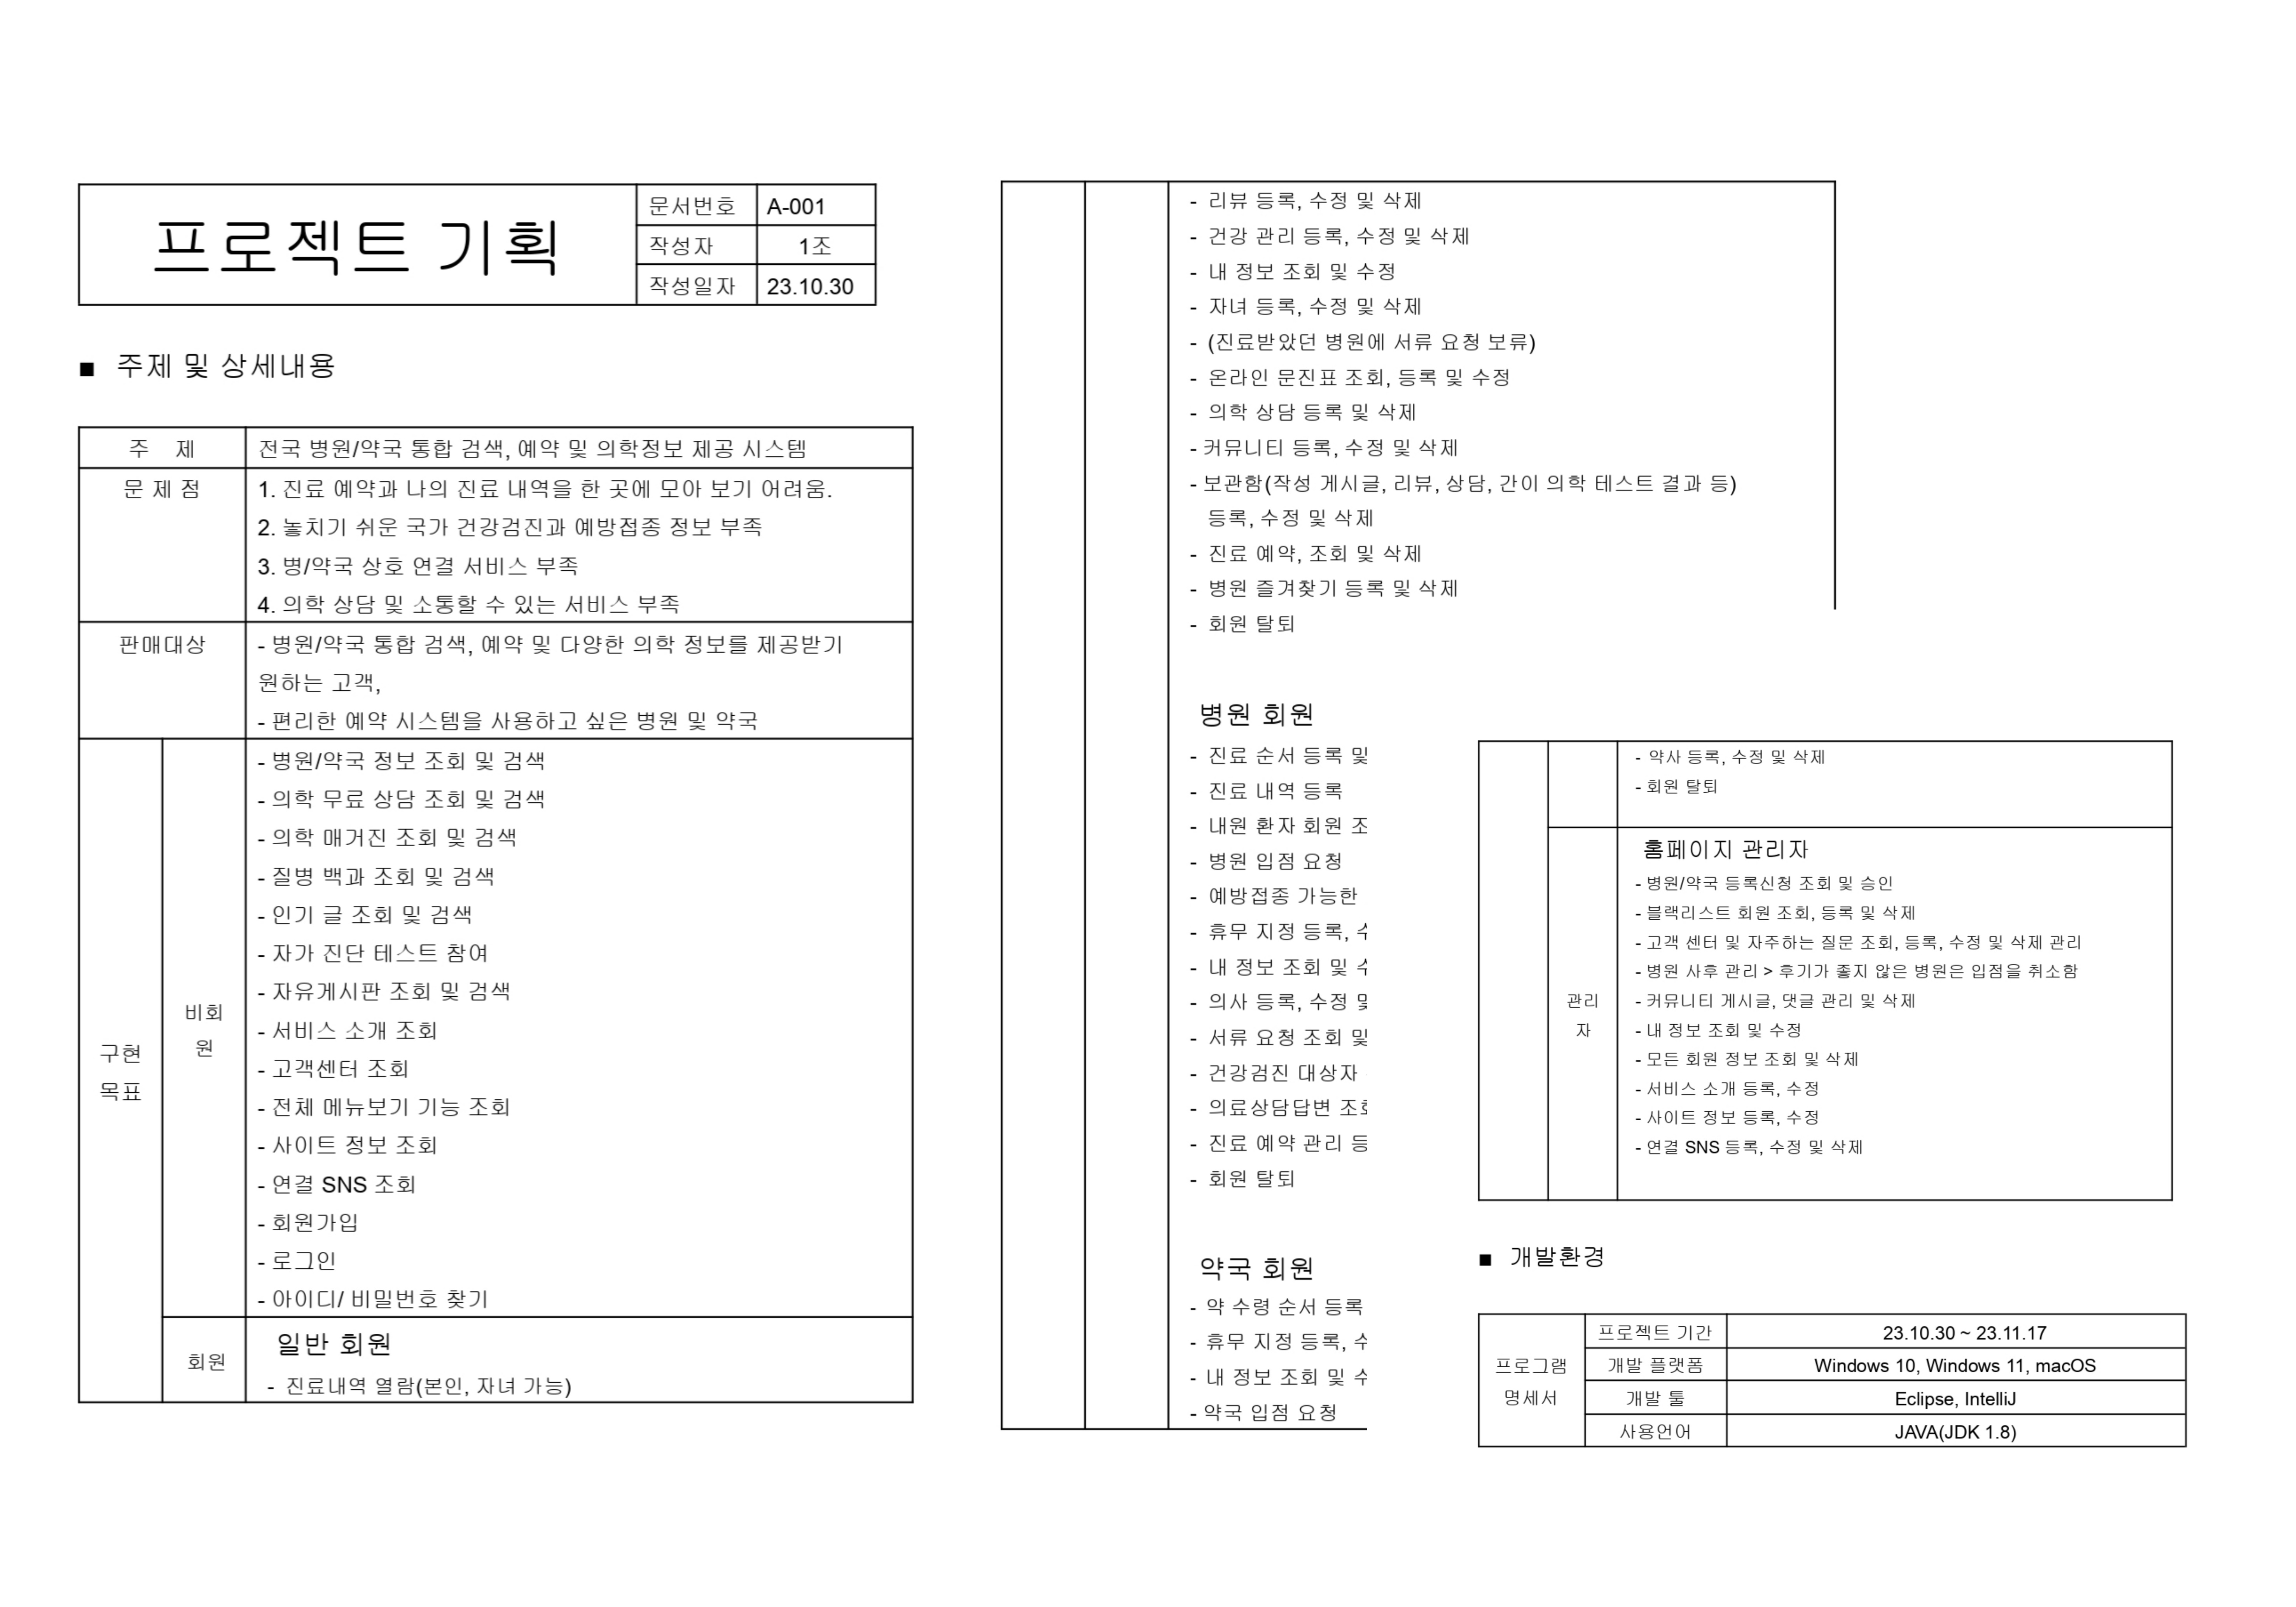 프로젝트 기획
문서번호 A-001
작성자 1조
작성일자 23.10.30
■ 주제 및 상세내용
주 제 전국 병원/약국 통합 검색, 예약 및 의학정보 제공 시스템
문 제 점 1. 진료 예약과 나의 진료 내역을 한 곳에 모아 보기 어려움.
2. 놓치기 쉬운 국가 건강검진과 예방접종 정보 부족
3. 병/약국 상호 연결 서비스 부족
4. 의학 상담 및 소통할 수 있는 서비스 부족
판매대상 - 병원/약국 통합 검색, 예약 및 다양한 의학 정보를 제공받기
원하는 고객,
- 편리한 예약 시스템을 사용하고 싶은 병원 및 약국
구현
목표
비회
원
- 병원/약국 정보 조회 및 검색
- 의학 무료 상담 조회 및 검색
- 의학 매거진 조회 및 검색
- 질병 백과 조회 및 검색
- 인기 글 조회 및 검색
- 자가 진단 테스트 참여
- 자유게시판 조회 및 검색
- 서비스 소개 조회
- 고객센터 조회
- 전체 메뉴보기 기능 조회
- 사이트 정보 조회
- 연결 SNS 조회
- 회원가입
- 로그인
- 아이디/ 비밀번호 찾기
회원
일반 회원
- 진료내역 열람(본인, 자녀 가능)
- 리뷰 등록, 수정 및 삭제
- 건강 관리 등록, 수정 및 삭제
- 내 정보 조회 및 수정
- 자녀 등록, 수정 및 삭제
- (진료받았던 병원에 서류 요청 보류)
- 온라인 문진표 조회, 등록 및 수정
- 의학 상담 등록 및 삭제
- 커뮤니티 등록, 수정 및 삭제
- 보관함(작성 게시글, 리뷰, 상담, 간이 의학 테스트 결과 등)
등록, 수정 및 삭제
- 진료 예약, 조회 및 삭제
- 병원 즐겨찾기 등록 및 삭제
- 회원 탈퇴
병원 회원
- 진료 순서 등록 및
- 진료 내역 등록
- 내원 환자 회원 조
- 병원 입점 요청
- 예방접종 가능한
- 휴무 지정 등록,
- 내 정보 조회 및
- 의사 등록, 수정
- 서류 요청 조회 및
- 건강검진 대상자
- 의료상담답변
- 진료 예약 관리 등
- 회원 탈퇴
약국 회원
- 약 수령 순서 등록
- 휴무 지정 등록,
- 내 정보 조회 및
- 약국 입점 요청
- 약사 등록, 수정 및 삭제
- 회원 탈퇴
관리
자
홈페이지 관리자
- 병원/약국 등록신청 조회 및 승인
- 블랙리스트 회원 조회, 등록 및 삭제
- 고객 센터 및 자주하는 질문 조회, 등록, 수정 및 삭제 관리
- 병원 사후 관리 > 후기가 좋지 않은 병원은 입점을 취소함
- 커뮤니티 게시글, 댓글 관리 및 삭제
- 내 정보 조회 및 수정
- 모든 회원 정보 조회 및 삭제
- 서비스 소개 등록, 수정
- 사이트 정보 등록, 수정
- 연결 SNS 등록, 수정 및 삭제
■ 개발환경
프로그램
명세서
프로젝트 기간 23.10.30 ~ 23.11.17
개발 플랫폼 Windows 10, Windows 11, macOS
개발 툴 Eclipse, IntelliJ
사용언어 JAVA(JDK 1.8)